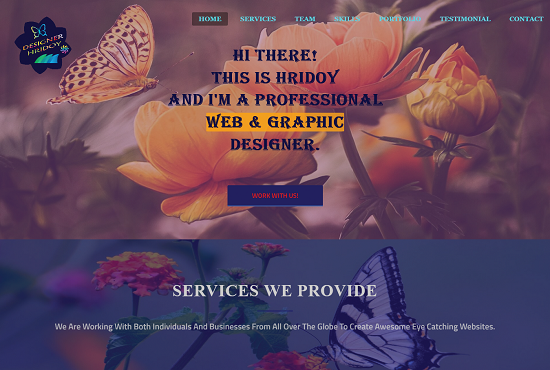 HOME SERVICES TEAM SKILLS PORTFOLIO TESTIMONIAL CONTACT
DESIGNER
HRIDOY
HI THERE!
THIS IS HRIDOY
AND I'M A PROFESSIONAL
WEB & GRAPHIC
DESIGNER.
WORK WITH US!
SERVICES WE PROVIDE
We Are Working With Both Individuals And Businesses From All Over The Globe To Create Awesome Eye Catching Websites.